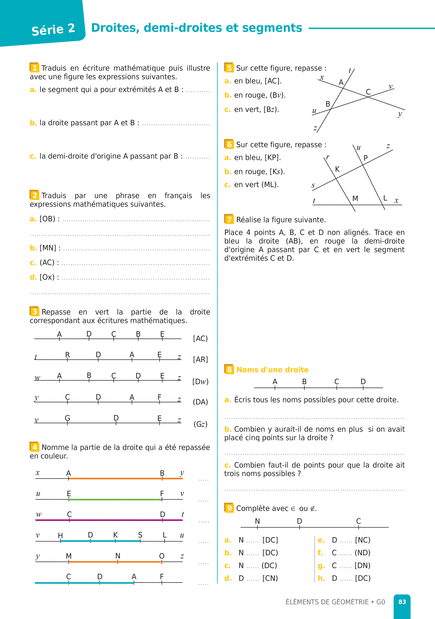 Série 2
Droites, demi-droites et segments
1 Traduis en écriture mathématique puis illustre
avec une figure les expressions suivantes.
a. le segment qui a pour extrémités A et B : ...........
b. la droite passant par A et B : ...........................
c. la demi-droite d'origine A passant par B : ...........
2 Traduis par une phrase en français les
expressions mathématiques suivantes.
a. [OB) : ..........................................................
b. [MN] : ..........................................................
c. (AC) : ..........................................................
d. [Ox) : ..........................................................
3 Repasse en vert la partie de la droite
correspondant aux écritures mathématiques.
A D C B E [AC)
t R D A E z [AR]
w A B C D E z [Dw)
v C D A F z (DA)
v G D E z (Gz)
4 Nomme la partie de la droite qui a été repassée
en couleur.
x A B y .....
u E F v .....
w C D t .....
v H D K S L u .....
y M N O z .....
C D A F .....
5 Sur cette figure, repasse :
a. en bleu, [AC].
b. en rouge, (Bv).
c. en vert, [Bz).
x t A C v B u y z
6 Sur cette figure, repasse :
a. en bleu, [KP].
b. en rouge, [Ks).
c. en vert (ML).
r u z P K s M L x t
7 Réalise la figure suivante.
Place 4 points A, B, C et D non alignés. Trace en
bleu la droite (AB), en rouge la demi-droite
d'origine A passant par C et en vert le segment
d'extrémités C et D.
8 Noms d'une droite
A B C D
a. Écris tous les noms possibles pour cette droite.
b. Combien y aurait-il de noms en plus si on avait
placé cinq points sur la droite ?
c. Combien faut-il de points pour que la droite ait
trois noms possibles ?
9 Complète avec ∈ ou ∉.
N D C
a. N ...... [DC] e. D ...... [NC]
b. N ...... [DC) f. C ...... (ND)
c. N ...... (DC) g. C ...... [DN)
d. D ...... [CN) h. D ...... [DC)
ÉLÉMENTS DE GÉOMÉTRIE • G0 83